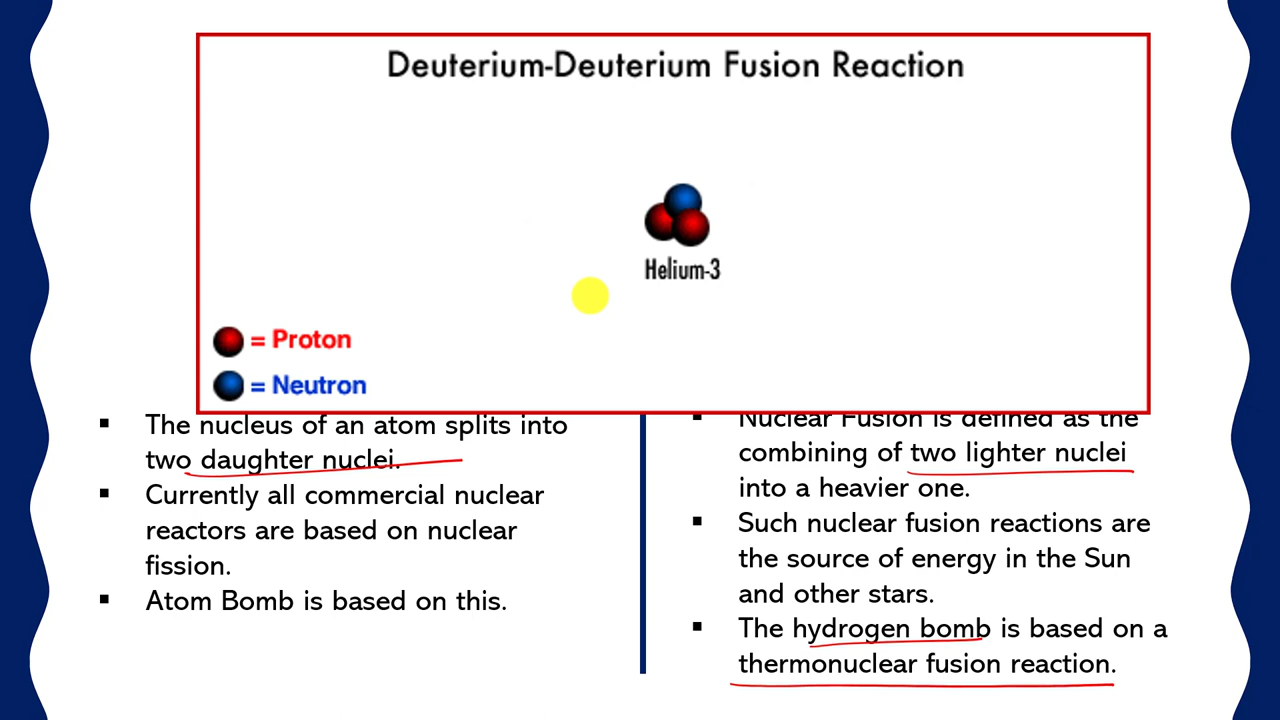 Deuterium-Deuterium Fusion Reaction
Helium-3
= Proton
= Neutron
▪ The nucleus of an atom splits into
two daughter nuclei.
▪ Currently all commercial nuclear
reactors are based on nuclear
fission.
▪ Atom Bomb is based on this.
▪ Nuclear Fusion is defined as the
combining of two lighter nuclei
into a heavier one.
▪ Such nuclear fusion reactions are
the source of energy in the Sun
and other stars.
▪ The hydrogen bomb is based on a
thermonuclear fusion reaction.